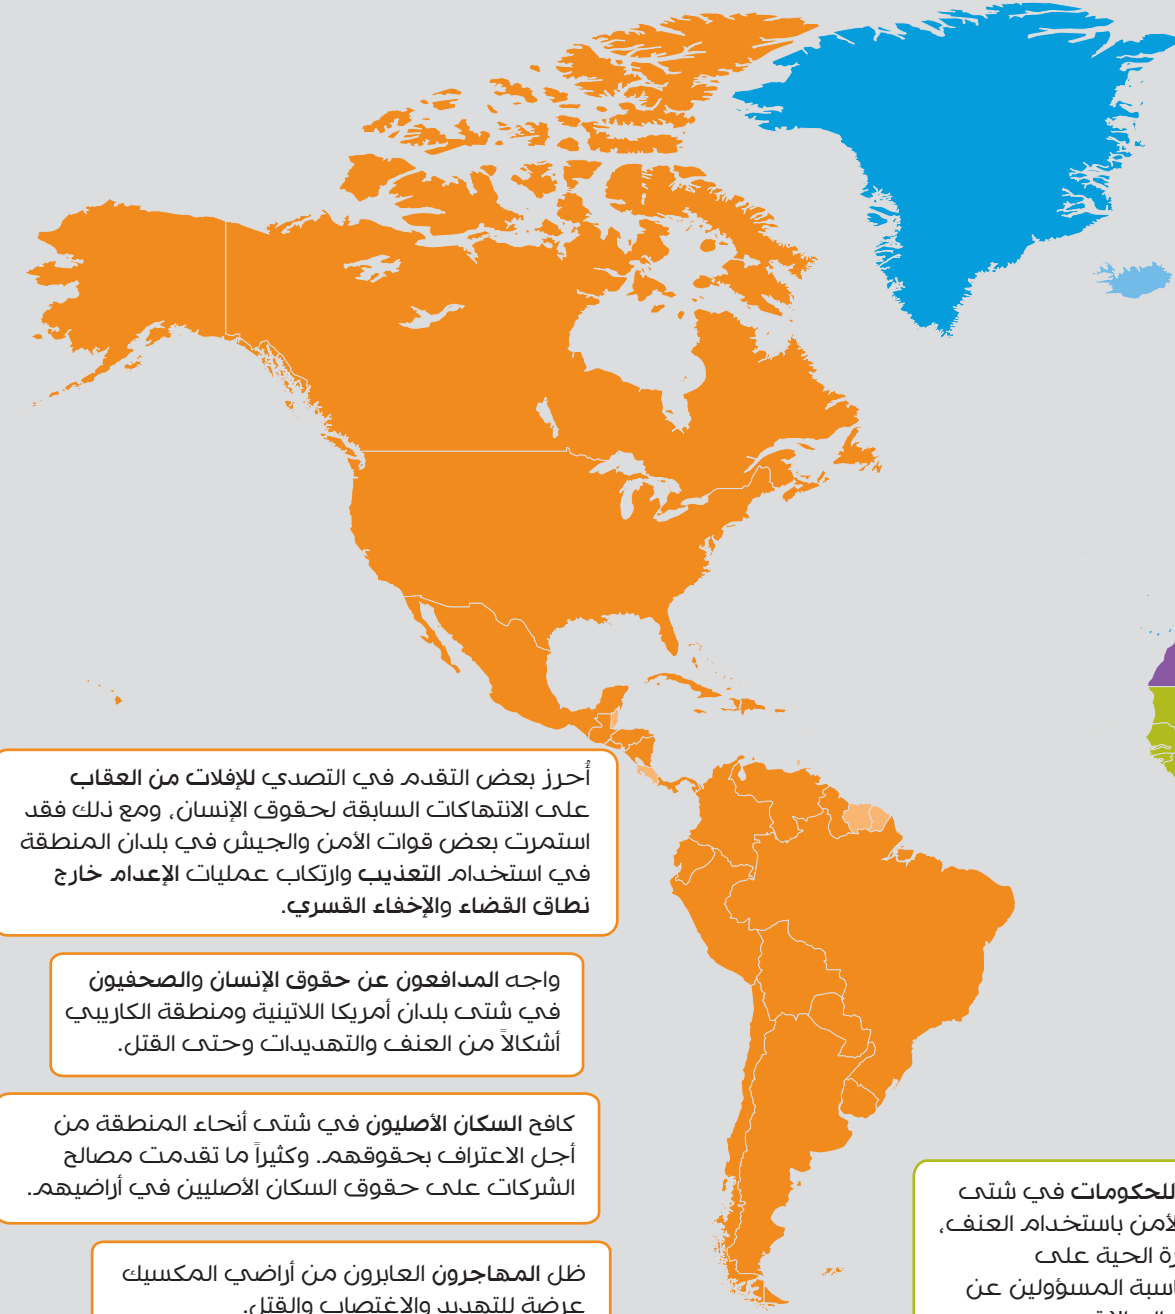 أُحرز بعض التقدم في التصدي للإفلات من العقاب
على الانتهاكات السابقة لحقوق الإنسان، ومع ذلك فقد
استمرت بعض قوات الأمن والجيش في بلدان المنطقة
في استخدام التعذيب وارتكاب عمليات الإعدام خارج
نطاق القضاء والإخفاء القسري.
واجه المدافعون عن حقوق الإنسان والصحفيون
في شتى بلدان أمريكا اللاتينية ومنطقة الكاريبي
أشكالاً من العنف والتهديدات وحتى القتل.
كافح السكان الأصليون في شتى أنحاء المنطقة من
أجل الاعتراف بحقوقهم. وكثيراً ما تقدمت مصالح
الشركات على حقوق السكان الأصليين في أراضيهم.
ظل المهاجرون العابرون من أراضي المكسيك
عرضة للتهديد والاغتصاب والقتل.
للحكومات في شتى
الأمن باستخدام العنف،
الحية على
المسؤولين عن